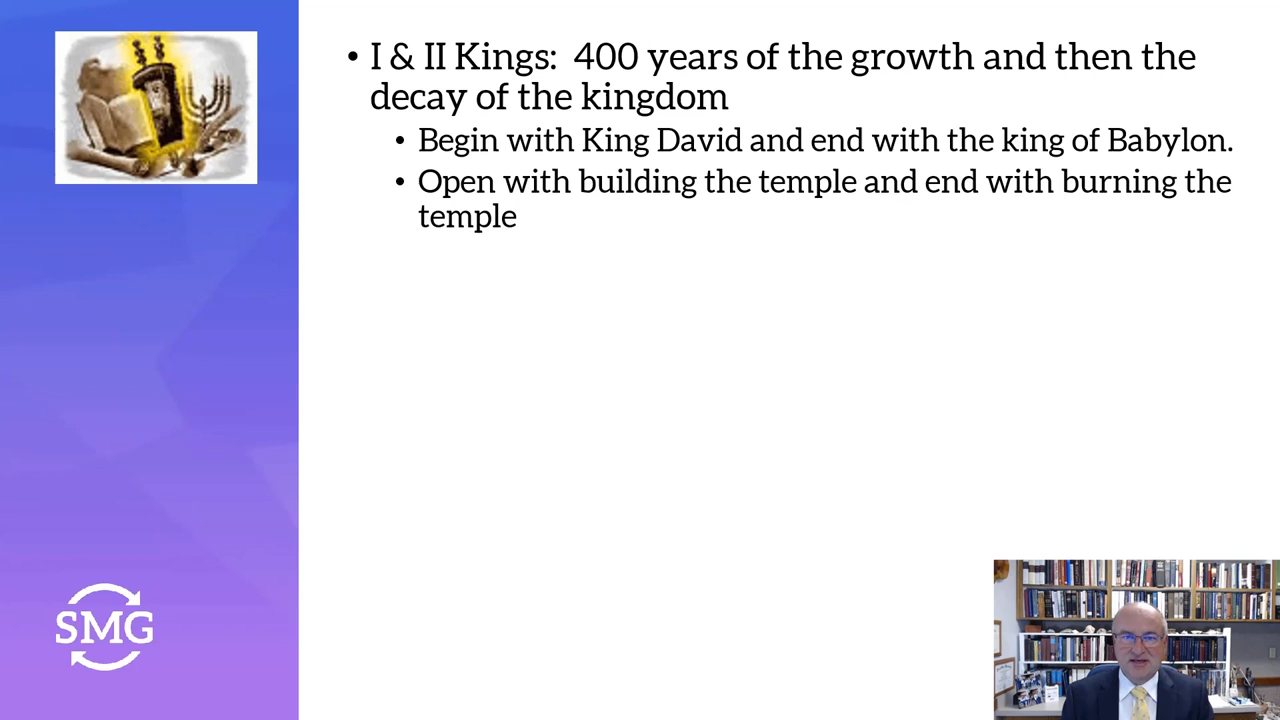 • I & II Kings:  400 years of the growth and then the
decay of the kingdom
• Begin with King David and end with the king of Babylon.
• Open with building the temple and end with burning the
temple
SMG